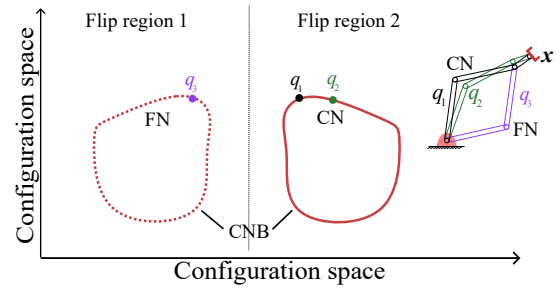 Flip region 1
Flip region 2
Configuration space
q3
FN
q1
q2
CN
CNB
Configuration space
CN
x
q1
q2
q3
FN